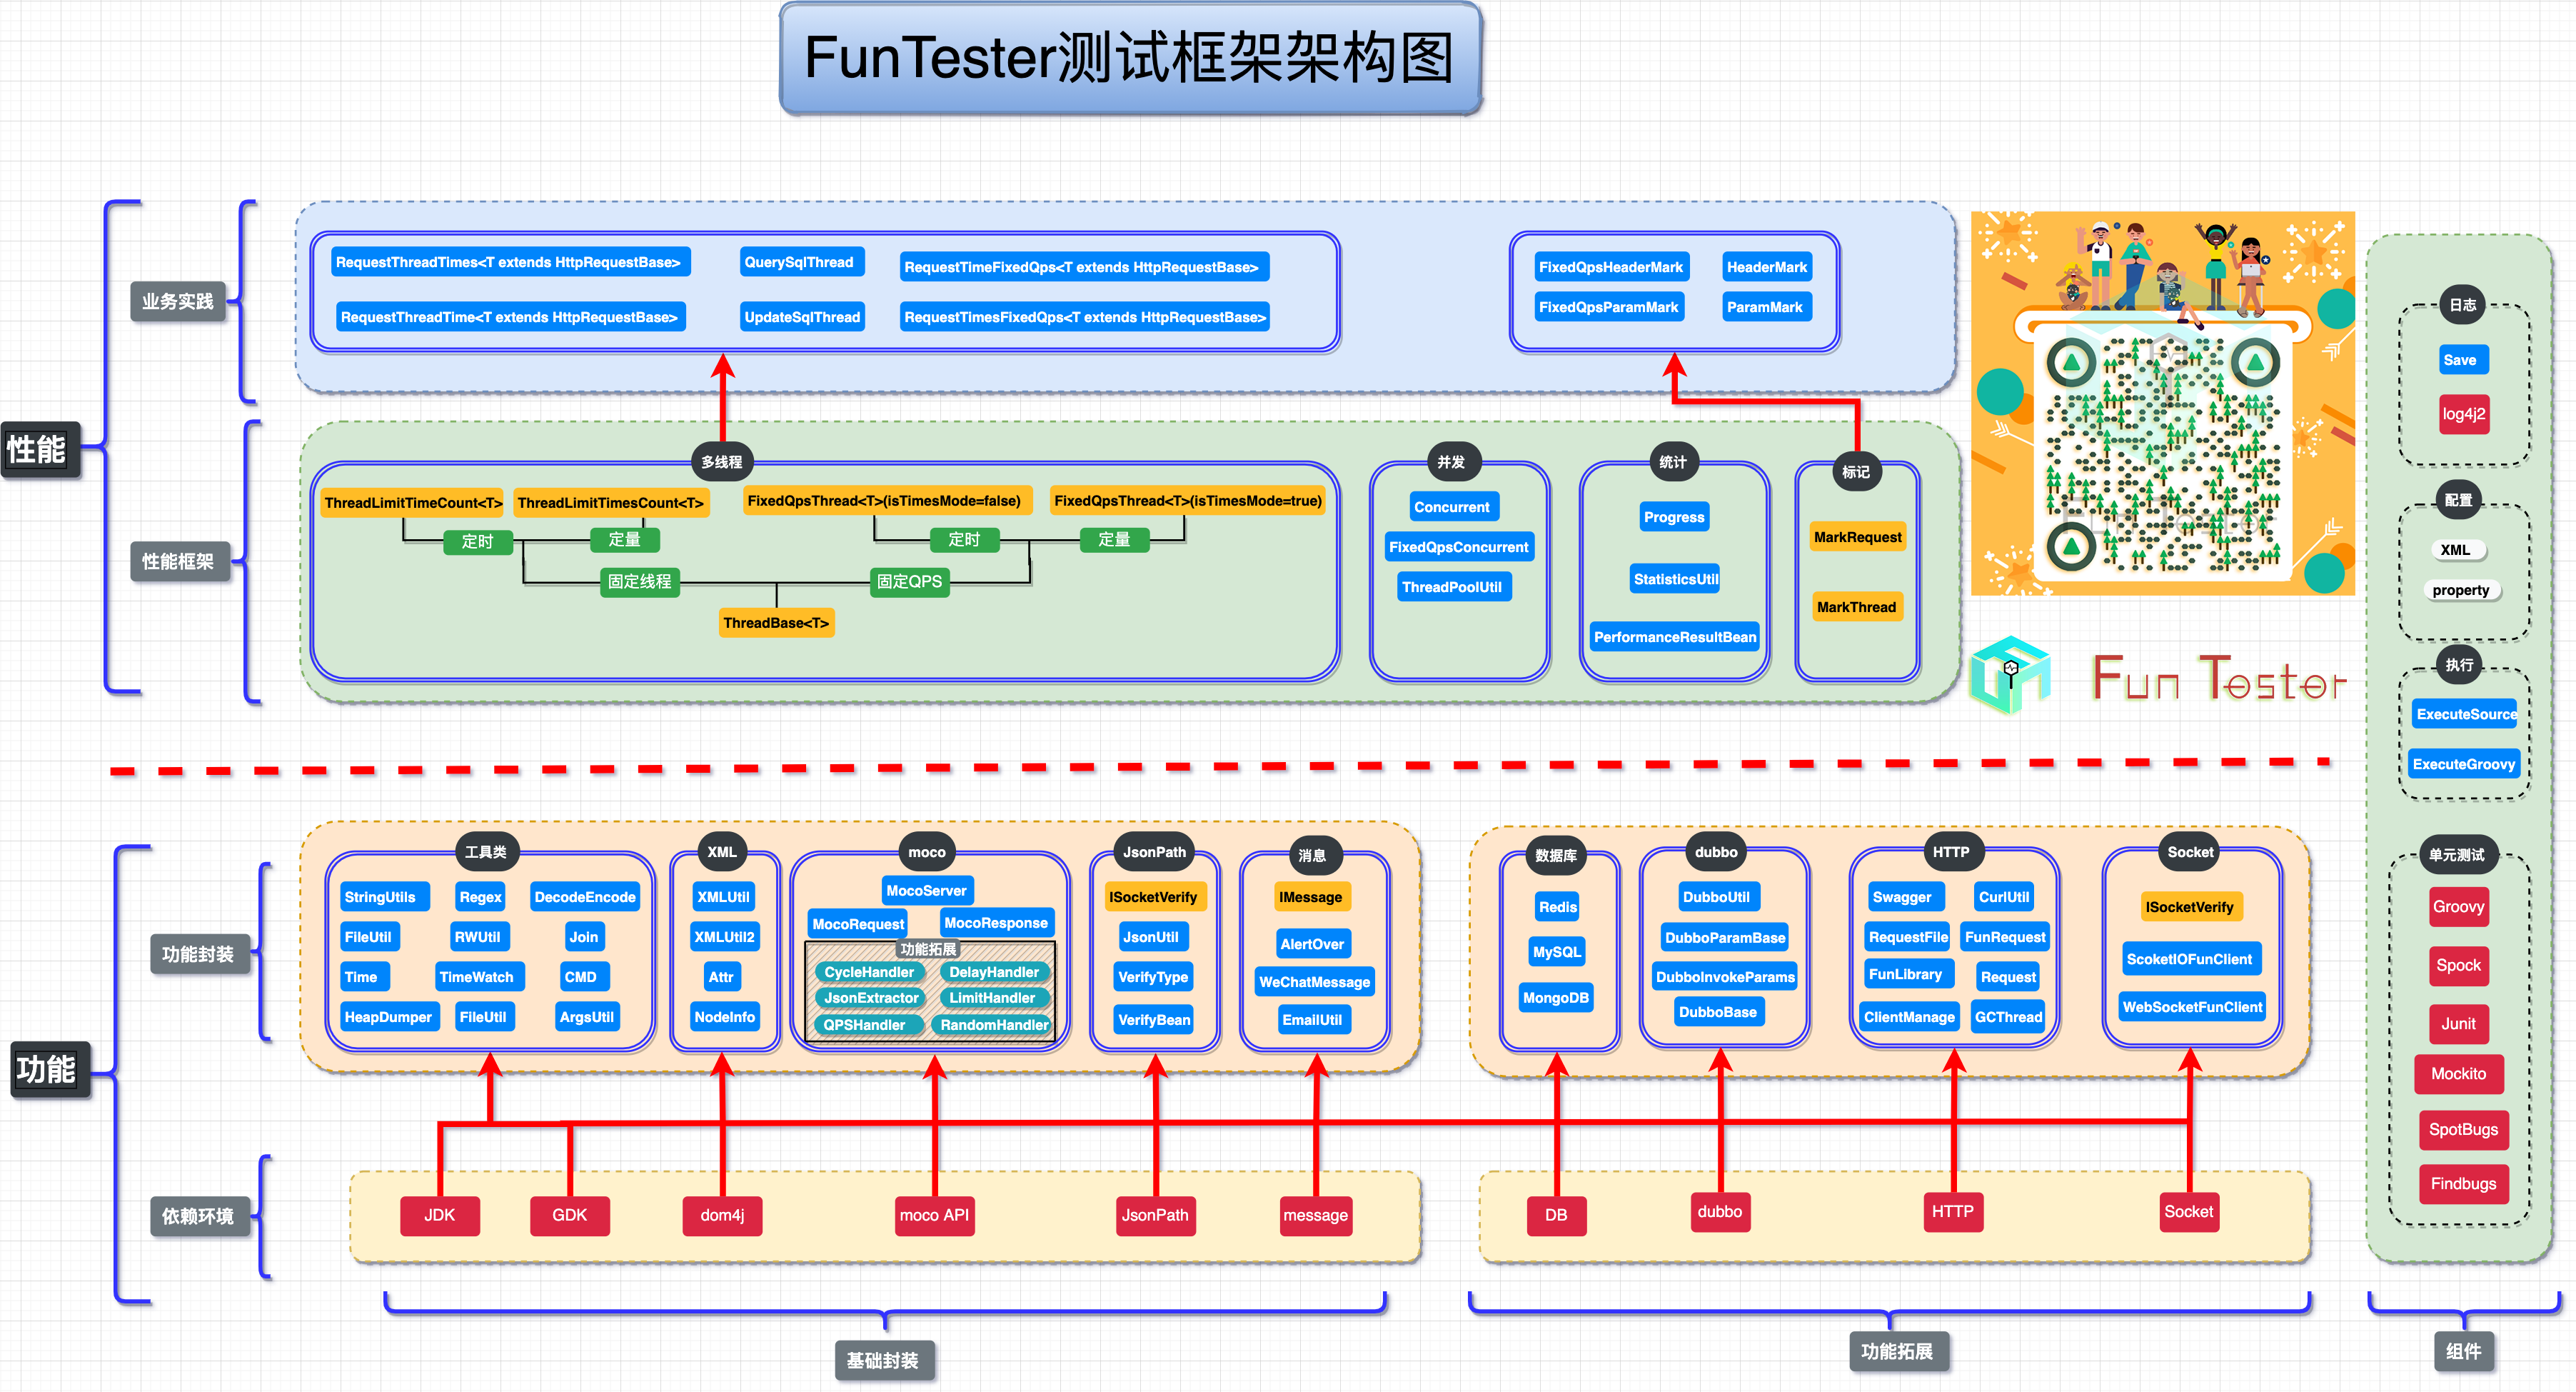 FunTester测试框架架构图
性能
业务实践
RequestThreadTimes<T extends HttpRequestBase>
QuerySqlThread
RequestTimeFixedQps<T extends HttpRequestBase>
RequestThreadTime<T extends HttpRequestBase>
UpdateSqlThread
RequestTimesFixedQps<T extends HttpRequestBase>
FixedQpsHeaderMark
HeaderMark
FixedQpsParamMark
ParamMark
性能框架
多线程
ThreadLimitTimeCount<T>
ThreadLimitTimesCount<T>
FixedQpsThread<T>(isTimesMode=false)
FixedQpsThread<T>(isTimesMode=true)
定时
定量
定时
定量
固定线程
固定QPS
ThreadBase<T>
并发
Concurrent
FixedQpsConcurrent
ThreadPoolUtil
统计
Progress
StatisticsUtil
PerformanceResultBean
标记
MarkRequest
MarkThread
Fun Tester
功能
功能封装
工具类
StringUtils
Regex
DecodeEncode
FileUtil
RWUtil
Join
Time
TimeWatch
CMD
HeapDumper
FileUtil
ArgsUtil
XML
XMLUtil
XMLUtil2
Attr
NodeInfo
moco
MocoServer
MocoRequest
MocoResponse
功能拓展
CycleHandler
DelayHandler
JsonExtractor
LimitHandler
QPSHandler
RandomHandler
JsonPath
ISocketVerify
JsonUtil
VerifyType
VerifyBean
消息
IMessage
AlertOver
WeChatMessage
EmailUtil
数据库
Redis
MySQL
MongoDB
dubbo
DubboUtil
DubboParamBase
DubboInvokeParams
DubboBase
HTTP
Swagger
CurlUtil
RequestFile
FunRequest
FunLibrary
Request
ClientManage
GCThread
Socket
ISocketVerify
ScoketIOFunClient
WebSocketFunClient
依赖环境
JDK
GDK
dom4j
moco API
JsonPath
message
DB
dubbo
HTTP
Socket
基础封装
功能拓展
日志
Save
log4j2
配置
XML
property
执行
ExecuteSource
ExecuteGroovy
单元测试
Groovy
Spock
Junit
Mockito
SpotBugs
Findbugs
组件